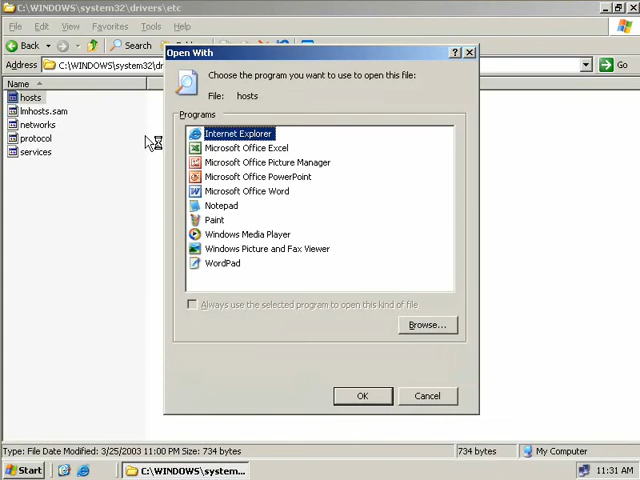 C:\WINDOWS\system32\drivers\etc
File Edit View Favorites Tools Help
Back Search
Address C:\WINDOWS\system32\dr Go
Name
hosts
lmhosts.sam
networks
protocol
services
Open With
Choose the program you want to use to open this file:
File: hosts
Programs
Internet Explorer
Microsoft Office Excel
Microsoft Office Picture Manager
Microsoft Office PowerPoint
Microsoft Office Word
Notepad
Paint
Windows Media Player
Windows Picture and Fax Viewer
WordPad
Always use the selected program to open this kind of file
Browse...
OK Cancel
Type: File Date Modified: 3/25/2003 11:00 PM Size: 734 bytes 734 bytes My Computer
Start C:\WINDOWS\system... 11:31 AM